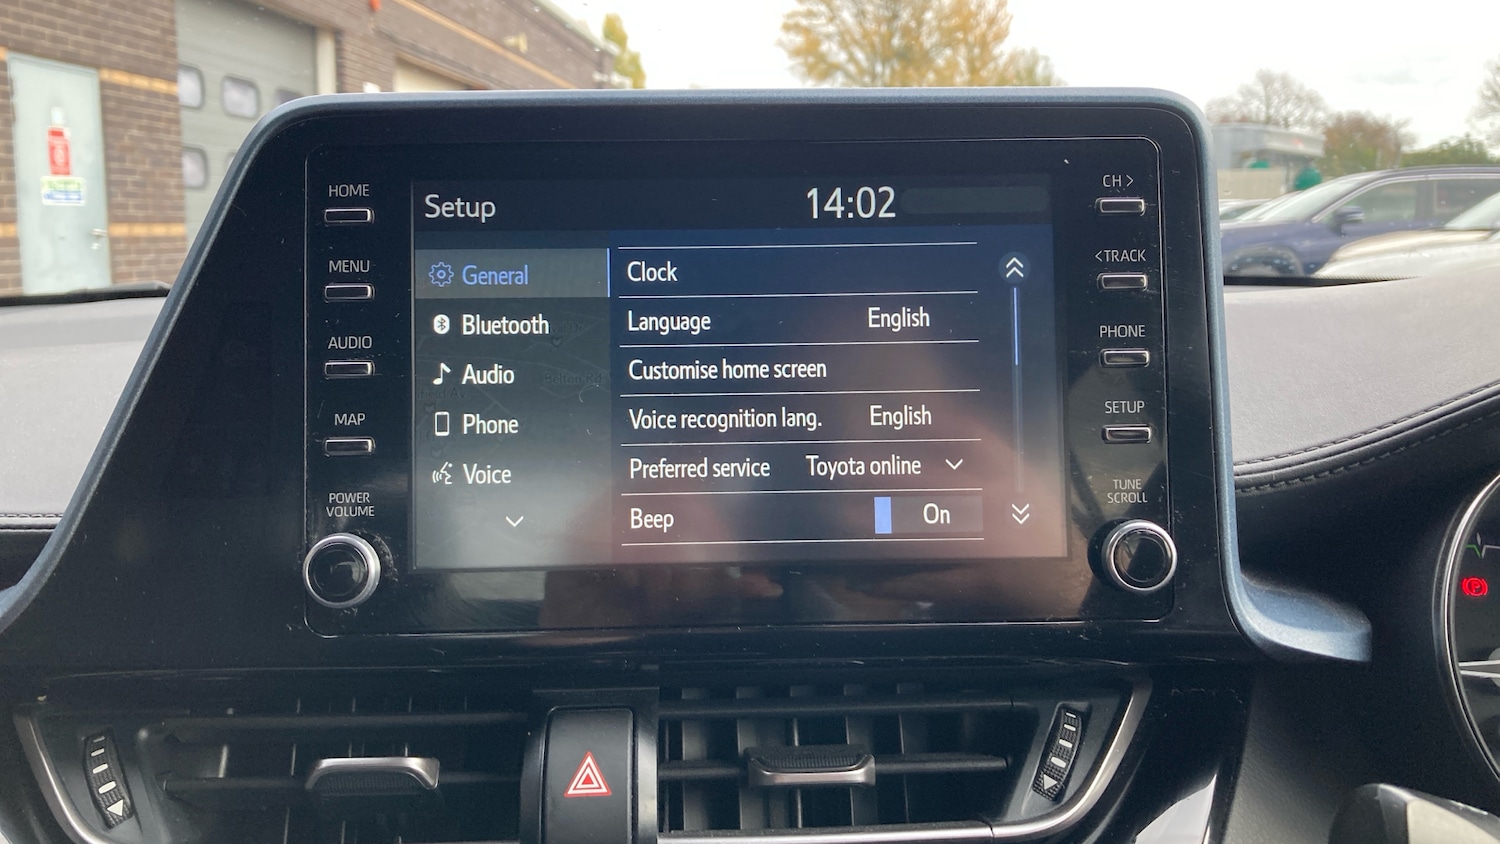 HOME
MENU
AUDIO
MAP
POWER
VOLUME
Setup
14:02
General
Bluetooth
Audio
Phone
Voice
Clock
Language English
Customise home screen
Voice recognition lang. English
Preferred service Toyota online
Beep On
CH >
< TRACK
PHONE
SETUP
TUNE
SCROLL
(P)